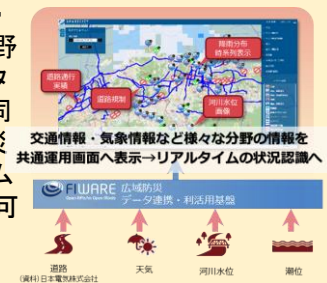 野
タ
同
災
ム
可
降雨分布
時系列表示
道路通行
実績
道路規制
河川水位
画像
交通情報・気象情報など様々な分野の情報を
共通運用画面へ表示→リアルタイムの状況認識へ
FIWARE 広域防災
データ連携・利活用基盤
道路 天気 河川水位 潮位
(資料)日本電気株式会社